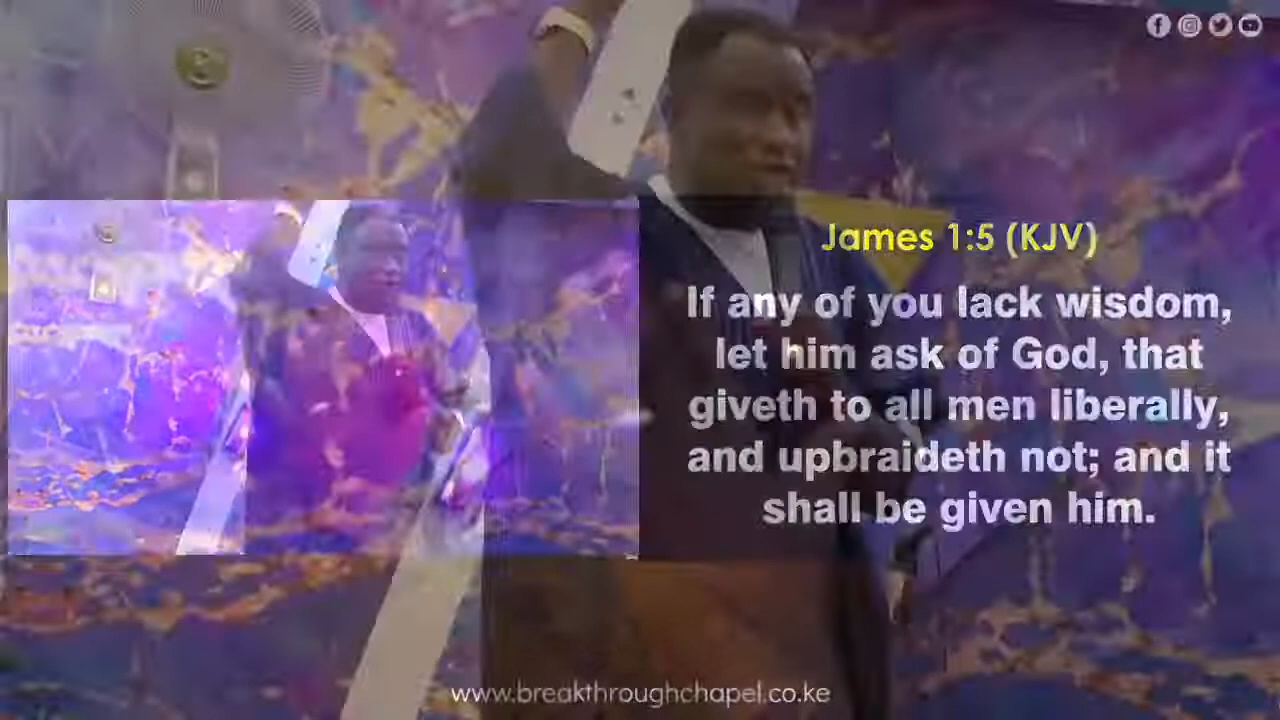 James 1:5 (KJV)
If any of you lack wisdom,
let him ask of God, that
giveth to all men liberally,
and upbraideth not; and it
shall be given him.
www.breakthroughchapel.co.ke